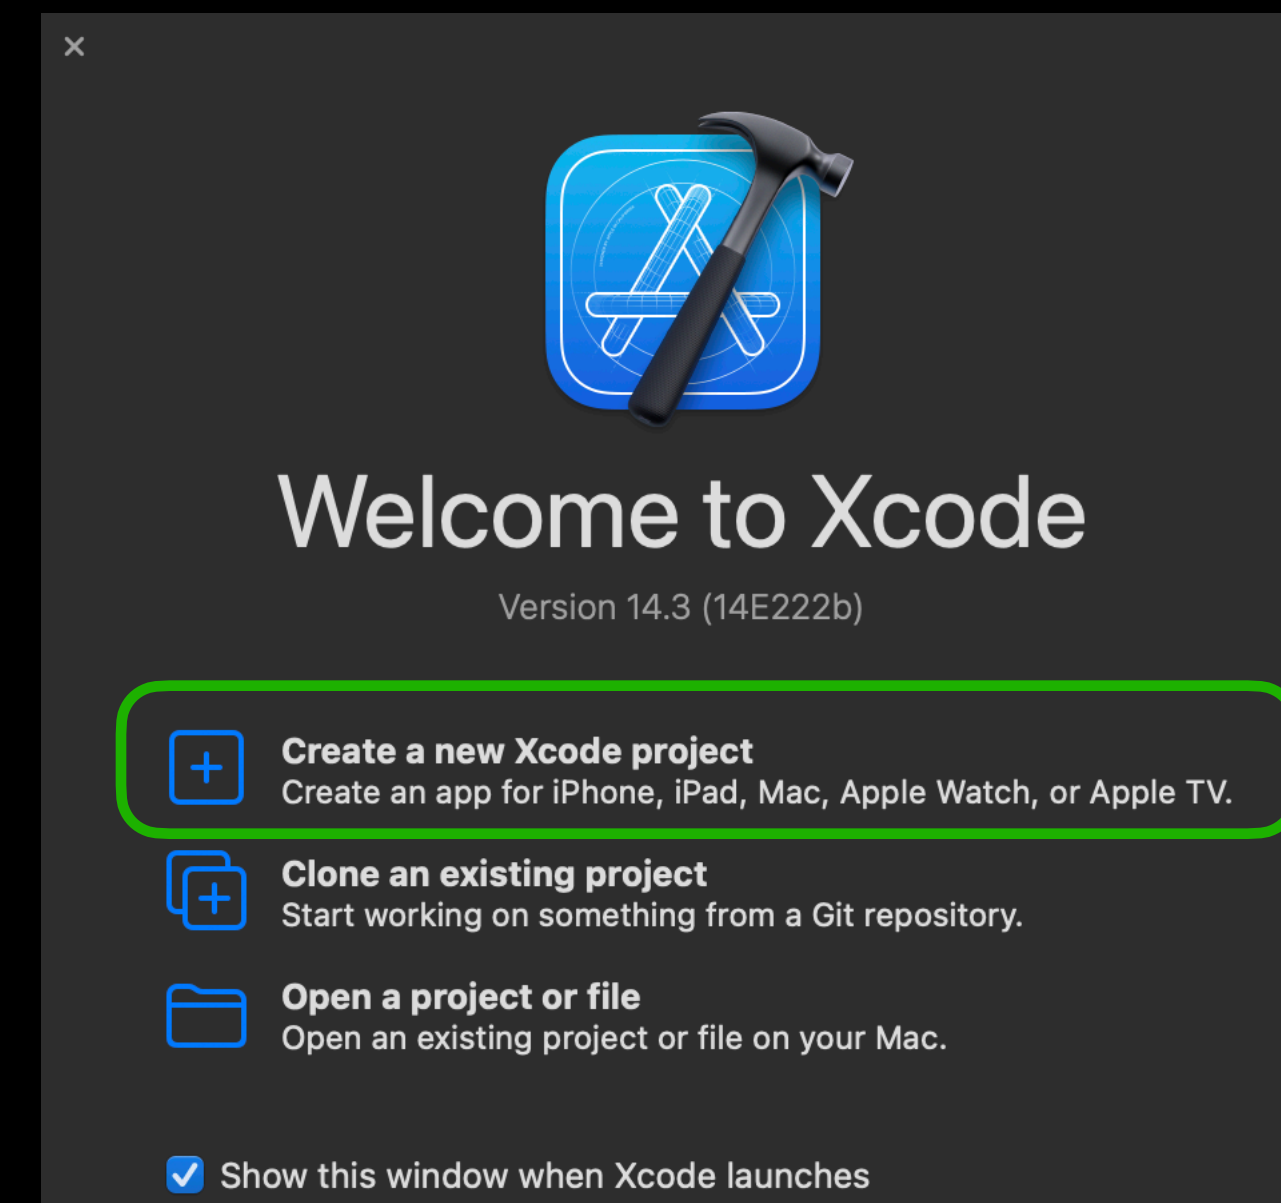 Welcome to Xcode
Version 14.3 (14E222b)
Create a new Xcode project
Create an app for iPhone, iPad, Mac, Apple Watch, or Apple TV.
Clone an existing project
Start working on something from a Git repository.
Open a project or file
Open an existing project or file on your Mac.
Show this window when Xcode launches